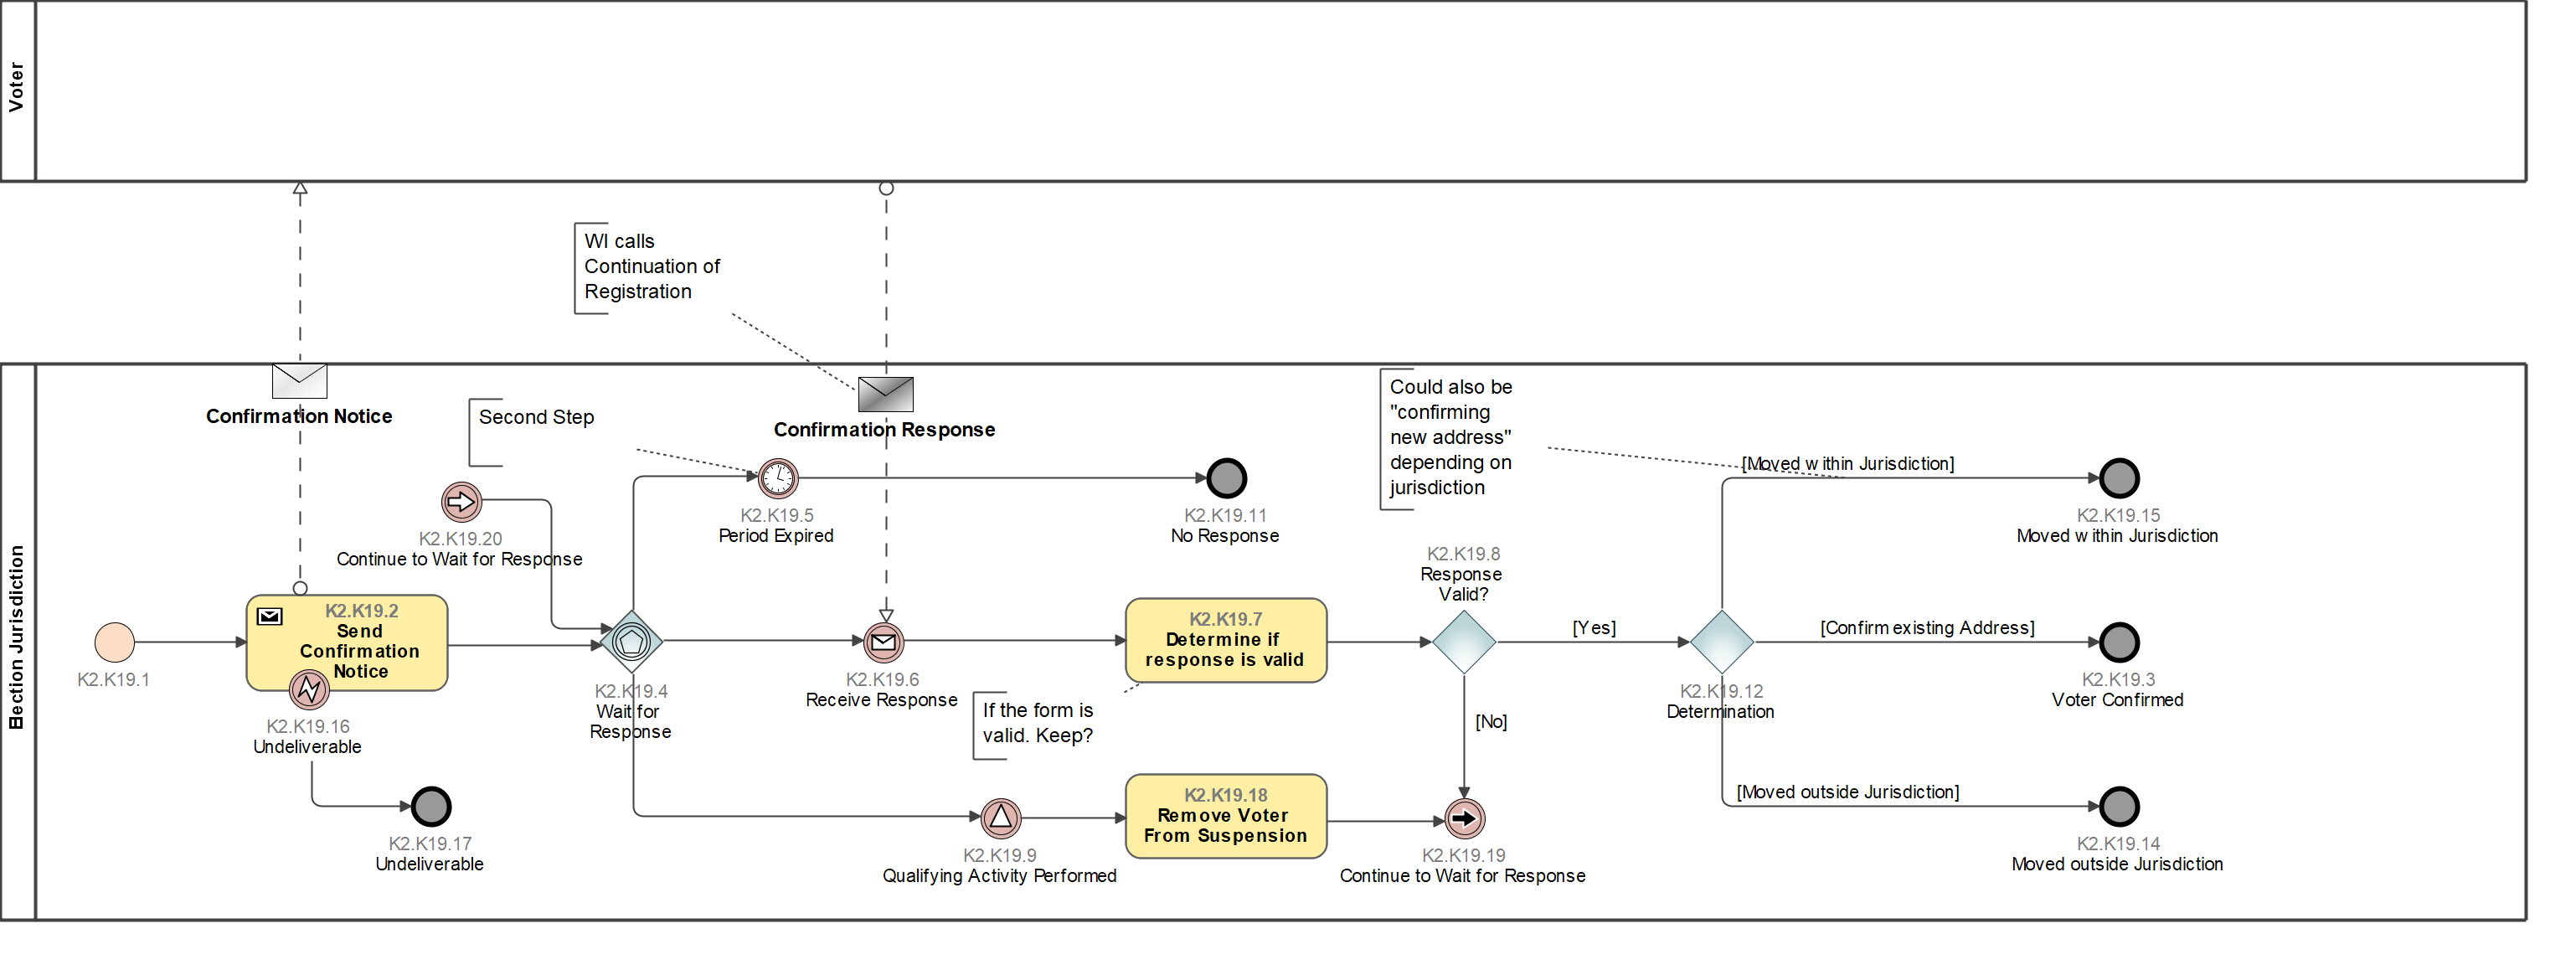 Voter
WI calls
Continuation of
Registration
Election Jurisdiction
Confirmation Notice
Second Step
Confirmation Response
Could also be
"confirming
new address"
depending on
jurisdiction
[Moved within Jurisdiction]
K2.K19.5
Period Expired
K2.K19.11
No Response
K2.K19.15
Moved within Jurisdiction
K2.K19.20
Continue to Wait for Response
K2.K19.8
Response
Valid?
K2.K19.1
K2.K19.2
Send
Confirmation
Notice
K2.K19.16
Undeliverable
K2.K19.17
Undeliverable
K2.K19.4
Wait for
Response
K2.K19.6
Receive Response
K2.K19.7
Determine if
response is valid
If the form is
valid. Keep?
[Yes]
[No]
K2.K19.12
Determination
[Confirm existing Address]
K2.K19.3
Voter Confirmed
[Moved outside Jurisdiction]
K2.K19.14
Moved outside Jurisdiction
K2.K19.9
Qualifying Activity Performed
K2.K19.18
Remove Voter
From Suspension
K2.K19.19
Continue to Wait for Response